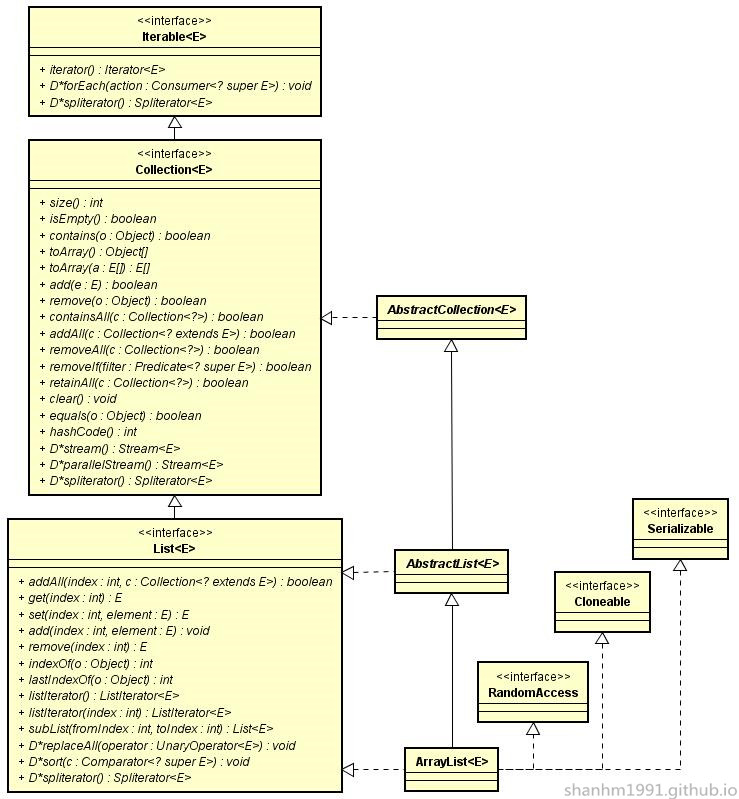 <<interface>>
Iterable<E>
+ iterator() : Iterator<E>
+ D*forEach(action : Consumer<? super E>) : void
+ D*spliterator() : Spliterator<E>
<<interface>>
Collection<E>
+ size() : int
+ isEmpty() : boolean
+ contains(o : Object) : boolean
+ toArray() : Object[]
+ toArray(a : E[]) : E[]
+ add(e : E) : boolean
+ remove(o : Object) : boolean
+ containsAll(c : Collection<?>) : boolean
+ addAll(c : Collection<? extends E>) : boolean
+ removeAll(c : Collection<?>) : boolean
+ removeIf(filter : Predicate<? super E>) : boolean
+ retainAll(c : Collection<?>) : boolean
+ clear() : void
+ equals(o : Object) : boolean
+ hashCode() : int
+ D*stream() : Stream<E>
+ D*parallelStream() : Stream<E>
+ D*spliterator() : Spliterator<E>
AbstractCollection<E>
<<interface>>
List<E>
+ addAll(index : int, c : Collection<? extends E>) : boolean
+ get(index : int) : E
+ set(index : int, element : E) : E
+ add(index : int, element : E) : void
+ remove(index : int) : E
+ indexOf(o : Object) : int
+ lastIndexOf(o : Object) : int
+ listIterator() : ListIterator<E>
+ listIterator(index : int) : ListIterator<E>
+ subList(fromIndex : int, toIndex : int) : List<E>
+ D*replaceAll(operator : UnaryOperator<E>) : void
+ D*sort(c : Comparator<? super E>) : void
+ D*spliterator() : Spliterator<E>
AbstractList<E>
<<interface>>
Serializable
<<interface>>
Cloneable
<<interface>>
RandomAccess
ArrayList<E>
shanhm1991.github.io